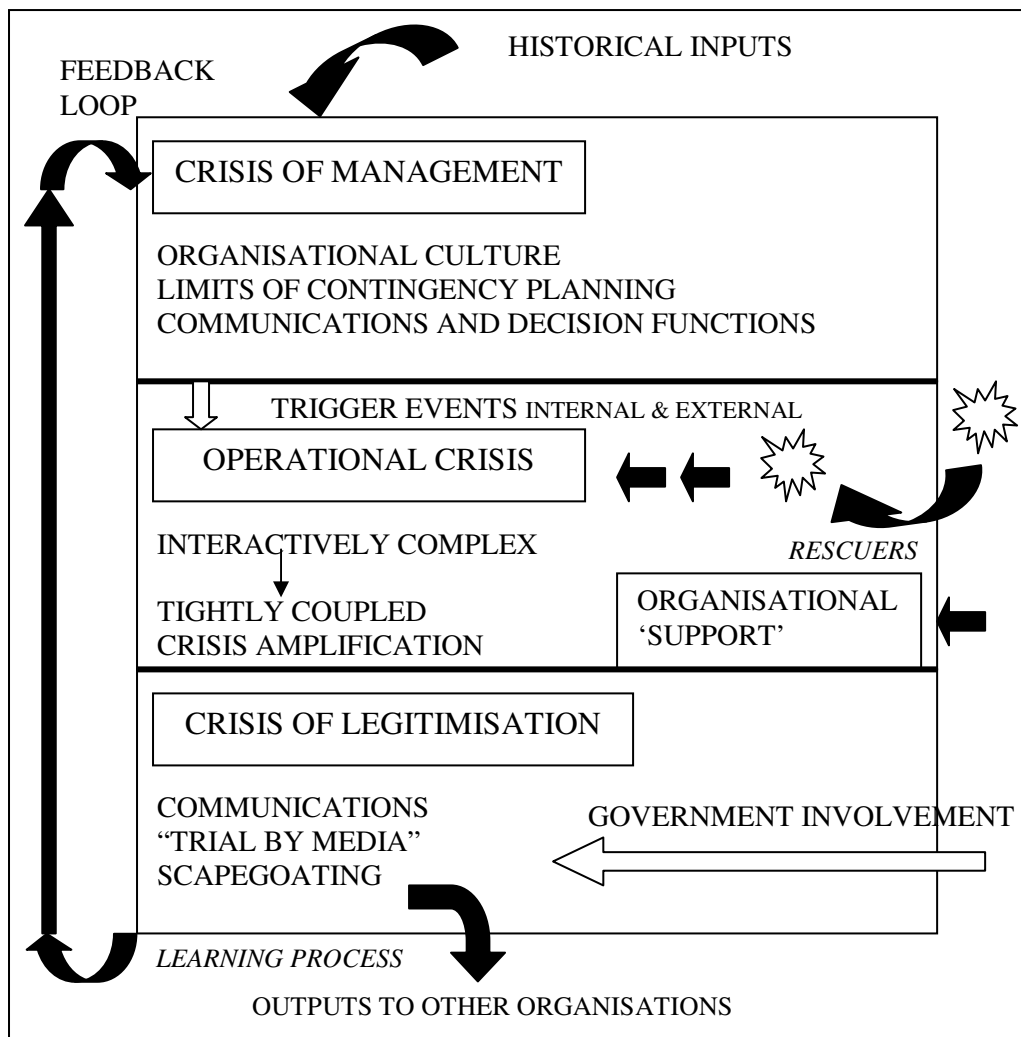 HISTORICAL INPUTS
FEEDBACK
LOOP
CRISIS OF MANAGEMENT
ORGANISATIONAL CULTURE
LIMITS OF CONTINGENCY PLANNING
COMMUNICATIONS AND DECISION FUNCTIONS
TRIGGER EVENTS INTERNAL & EXTERNAL
OPERATIONAL CRISIS
INTERACTIVELY COMPLEX
RESCUERS
TIGHTLY COUPLED
CRISIS AMPLIFICATION
ORGANISATIONAL
‘SUPPORT’
CRISIS OF LEGITIMISATION
COMMUNICATIONS
“TRIAL BY MEDIA”
SCAPEGOATING
GOVERNMENT INVOLVEMENT
LEARNING PROCESS
OUTPUTS TO OTHER ORGANISATIONS